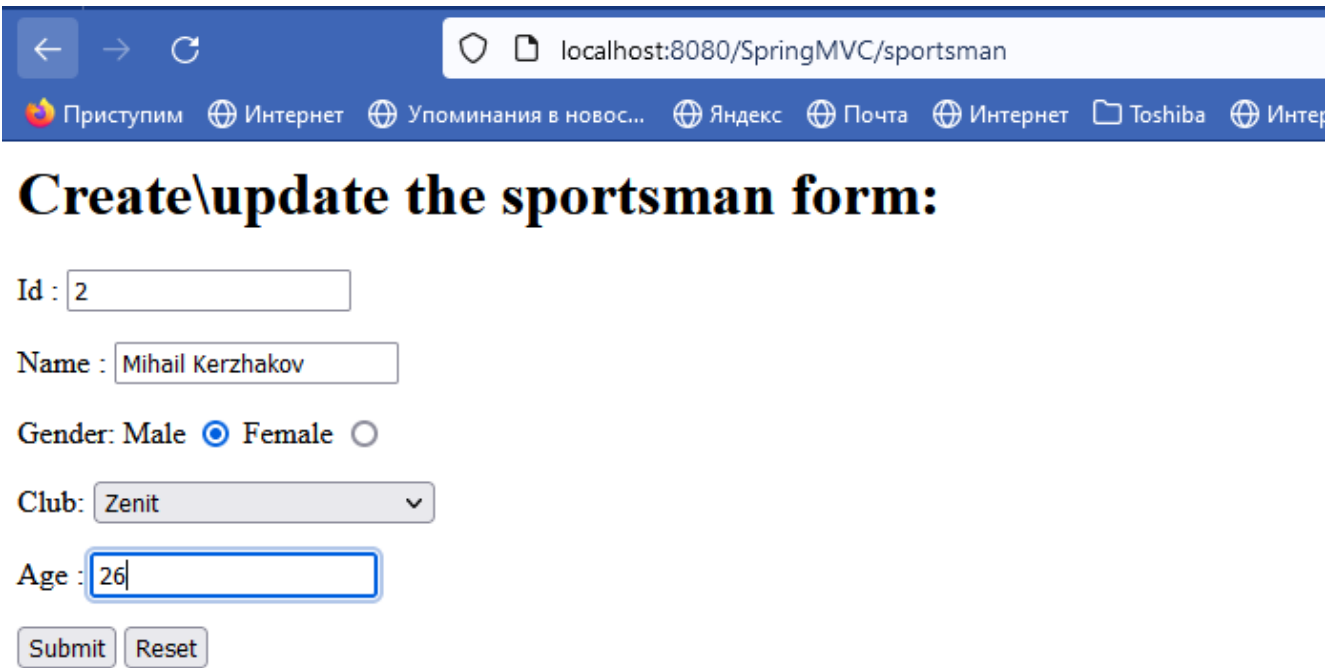 localhost:8080/SpringMVC/sportsman
Приступим Интернет Упоминания в новос... Яндекс Почта Интернет Toshiba Интер
Create\update the sportsman form:
Id : 2
Name : Mihail Kerzhakov
Gender: Male Female
Club: Zenit
Age : 26
Submit Reset